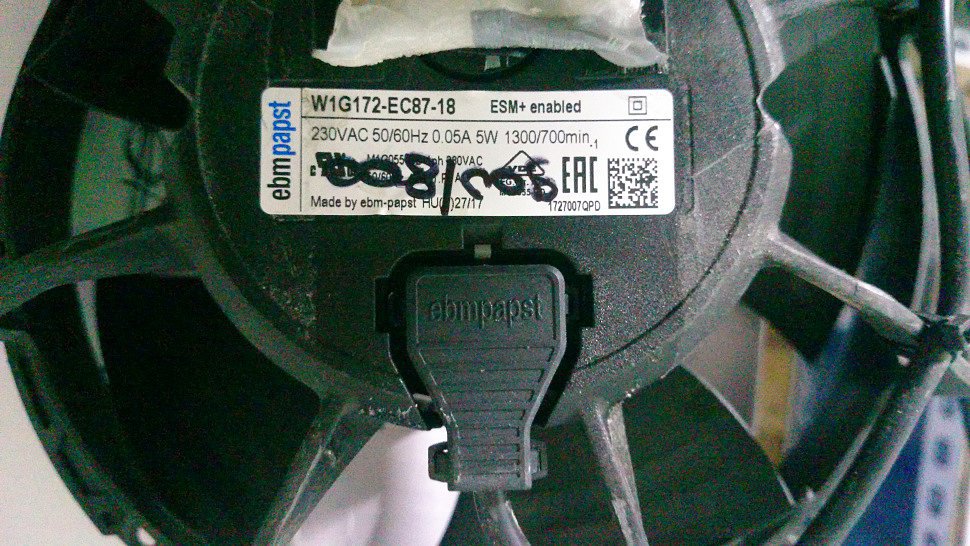 ebmpapst
W1G172-EC87-18 ESM+ enabled
230VAC 50/60Hz 0.05A 5W 1300/700min-1
CE
EAC
Made by ebm-papst HU 27/17
1727007QPD
ebmpapst